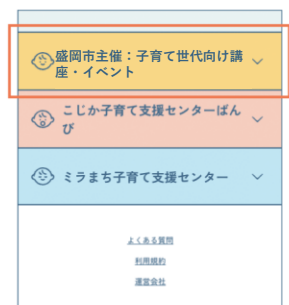 盛岡市主催：子育て世代向け講
座・イベント
こじか子育て支援センターばん
び
ミラまち子育て支援センター
よくある質問
利用規約
運営会社